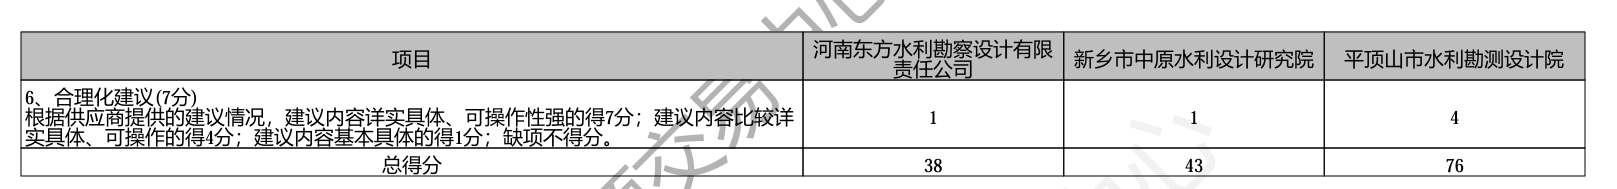 项目
河南东方水利勘察设计有限
责任公司
新乡市中原水利设计研究院
平顶山市水利勘测设计院
6、合理化建议(7分)
根据供应商提供的建议情况，建议内容详实具体、可操作性强的得7分；建议内容比较详
实具体、可操作的得4分；建议内容基本具体的得1分；缺项不得分。
1
1
4
总得分
38
43
76
交易中心